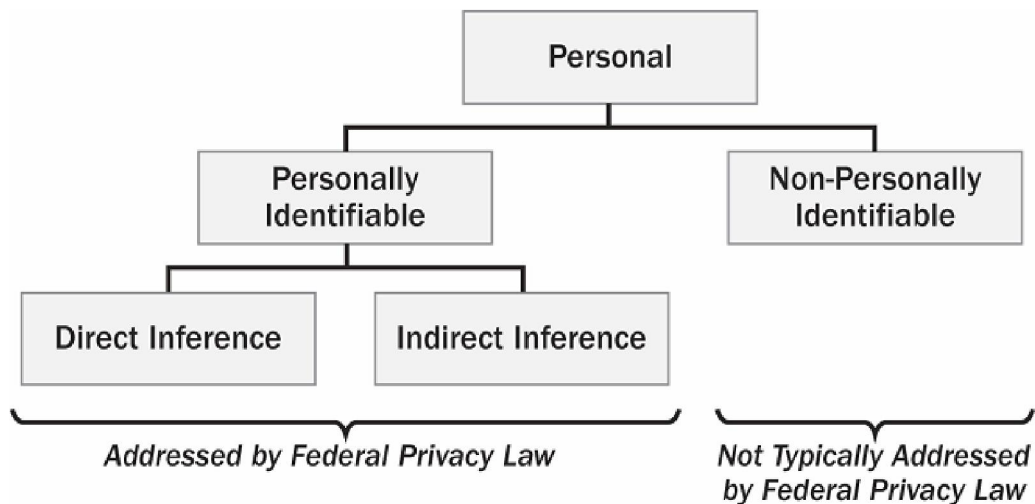 Personal
Personally
Identifiable
Non-Personally
Identifiable
Direct Inference
Indirect Inference
Addressed by Federal Privacy Law
Not Typically Addressed
by Federal Privacy Law